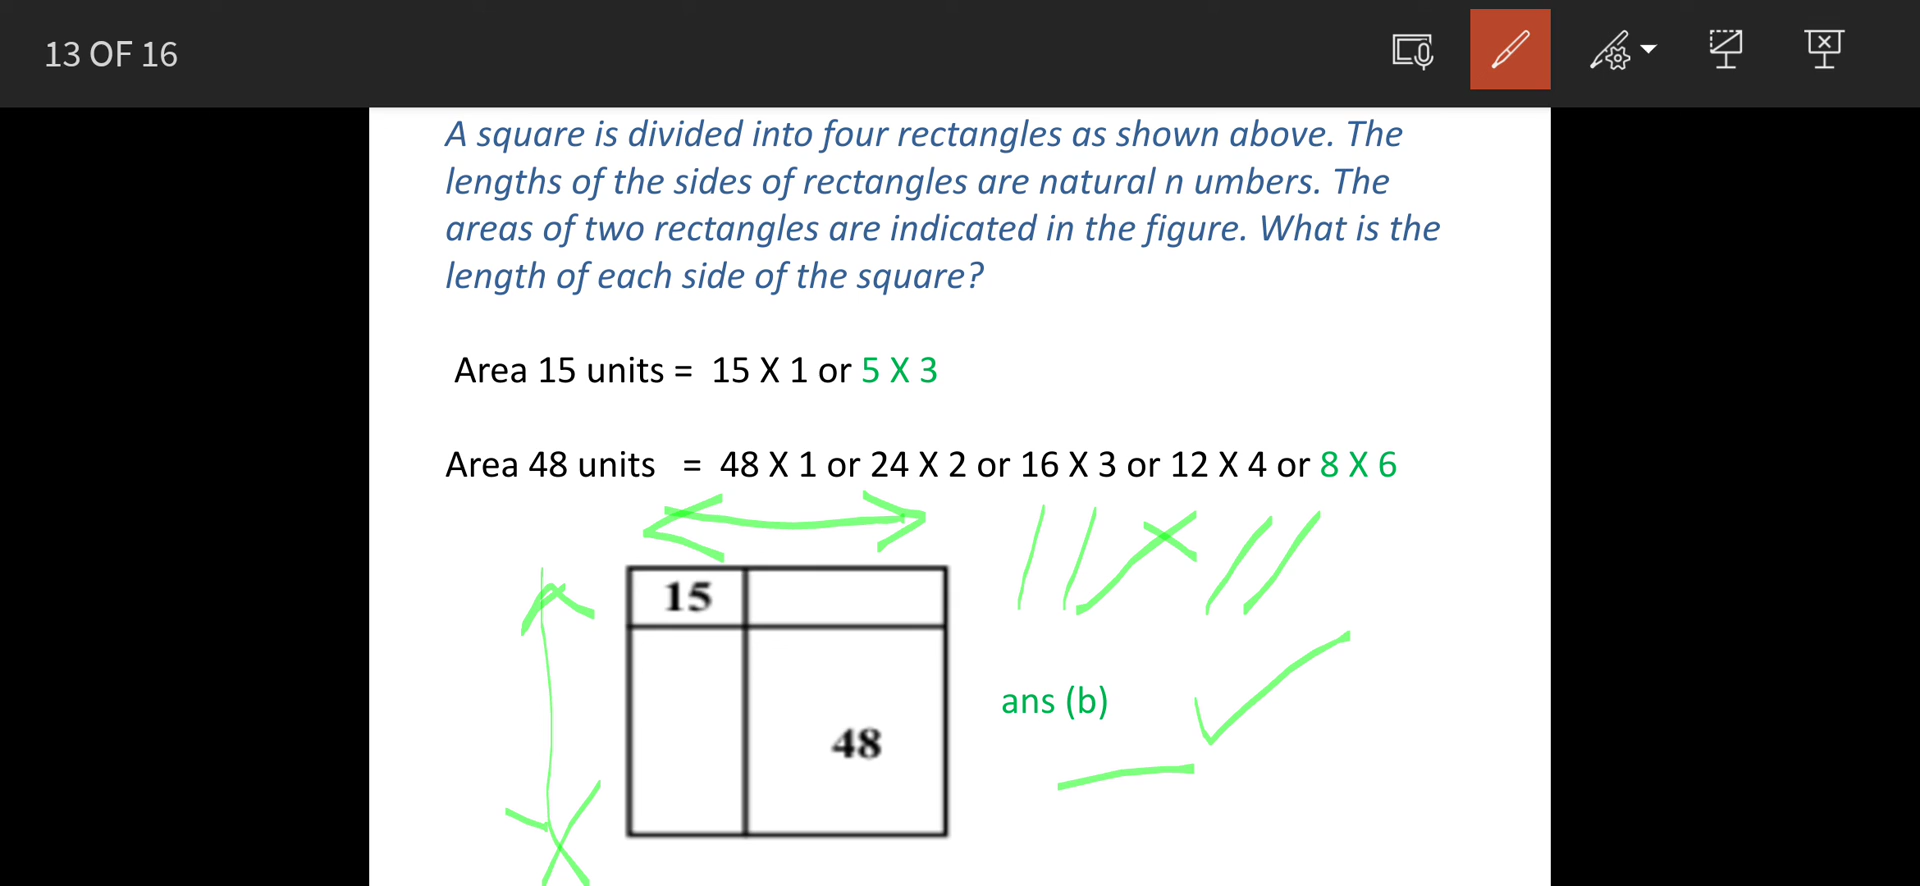 13 OF 16
A square is divided into four rectangles as shown above. The
lengths of the sides of rectangles are natural n umbers. The
areas of two rectangles are indicated in the figure. What is the
length of each side of the square?
Area 15 units = 15 X 1 or 5 X 3
Area 48 units = 48 X 1 or 24 X 2 or 16 X 3 or 12 X 4 or 8 X 6
11 X 11
15
ans (b)
48